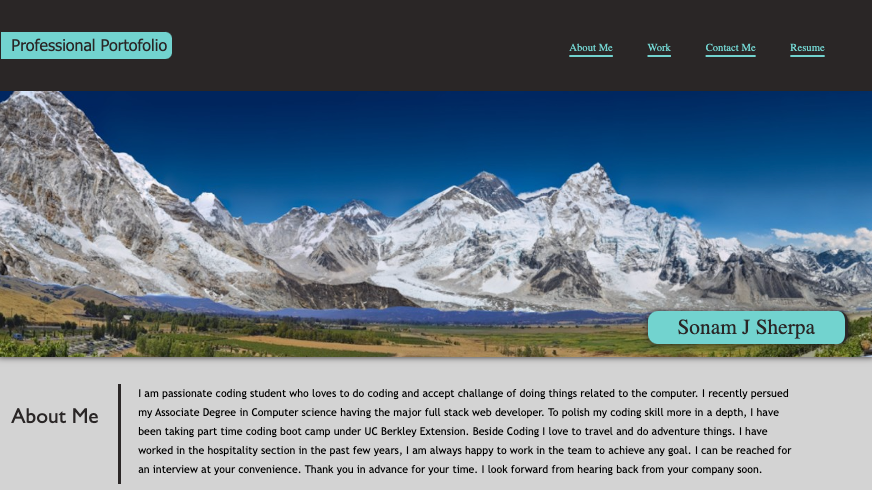 Professional Portofolio
About Me Work Contact Me Resume
Sonam J Sherpa
About Me
I am passionate coding student who loves to do coding and accept challange of doing things related to the computer. I recently persued
my Associate Degree in Computer science having the major full stack web developer. To polish my coding skill more in a depth, I have
been taking part time coding boot camp under UC Berkley Extension. Beside Coding I love to travel and do adventure things. I have
worked in the hospitality section in the past few years, I am always happy to work in the team to achieve any goal. I can be reached for
an interview at your convenience. Thank you in advance for your time. I look forward from hearing back from your company soon.